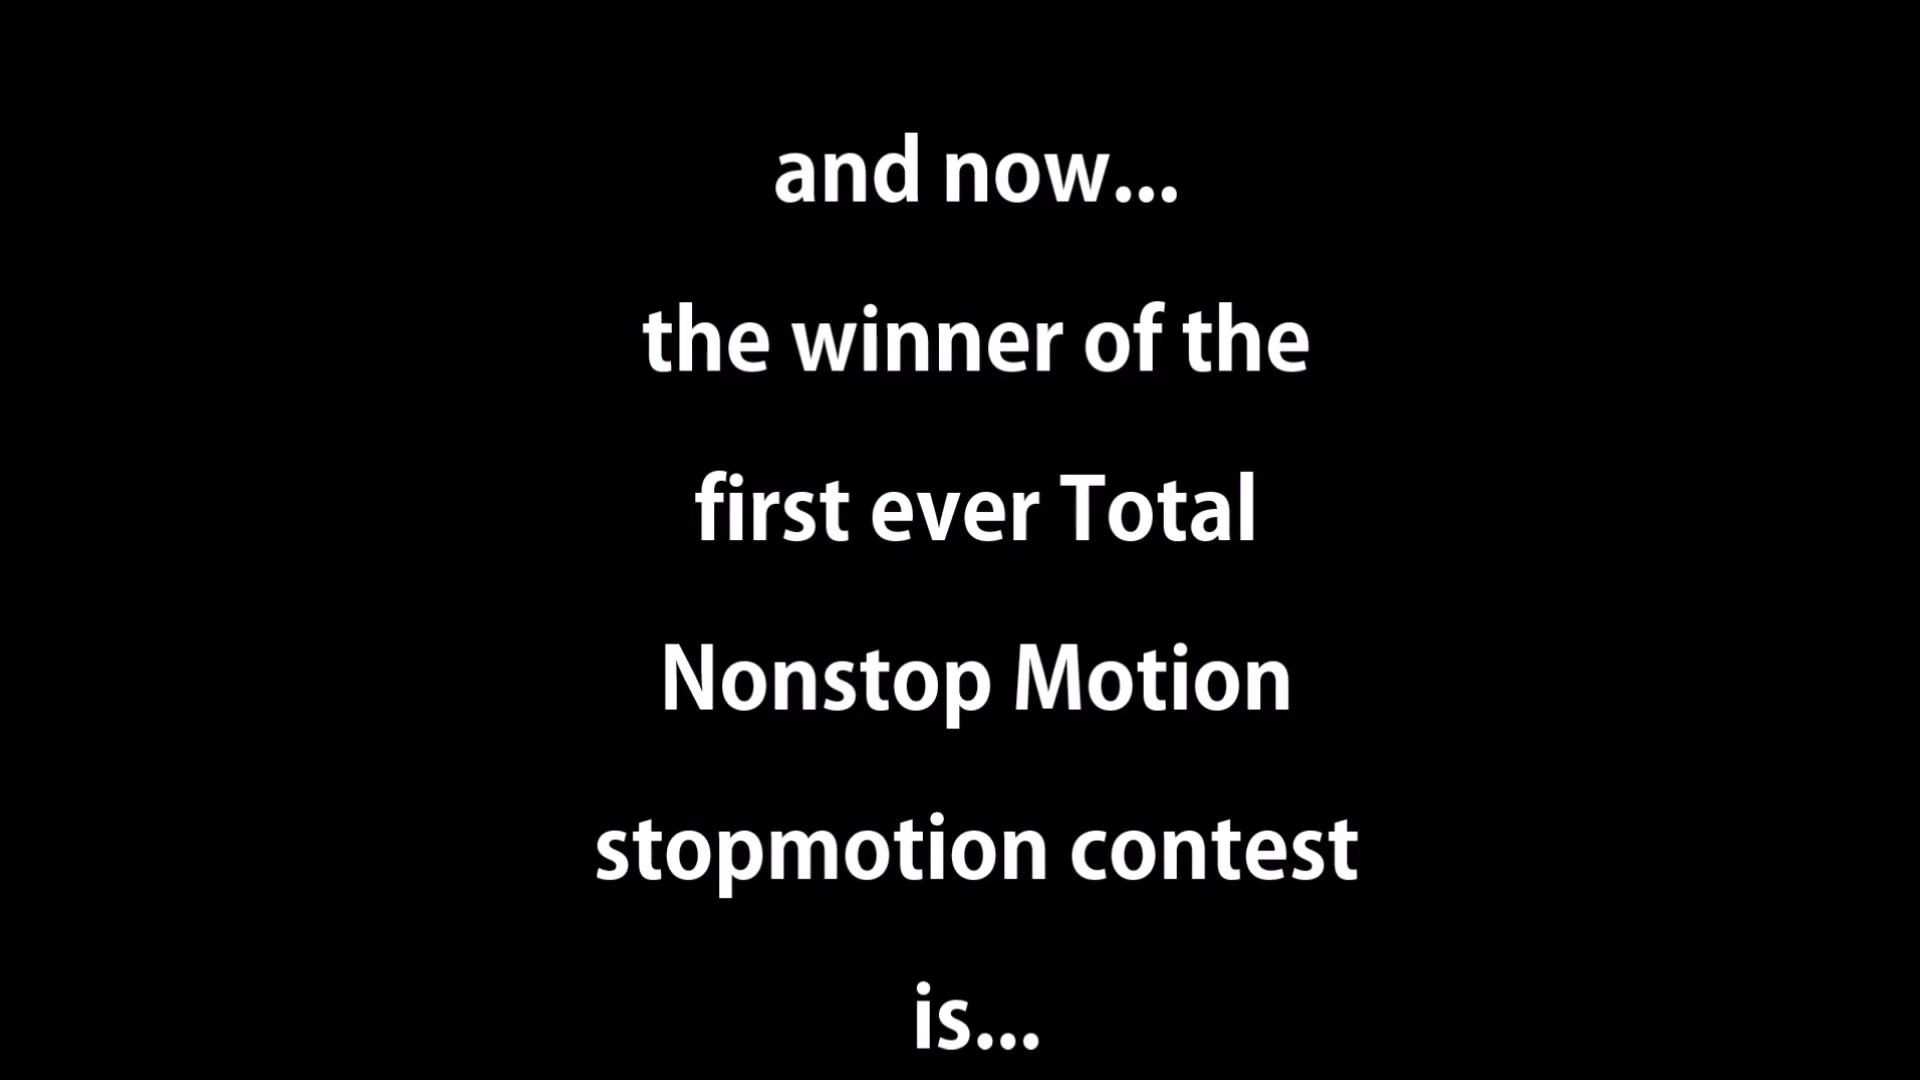 and now...
the winner of the
first ever Total
Nonstop Motion
stopmotion contest
is...